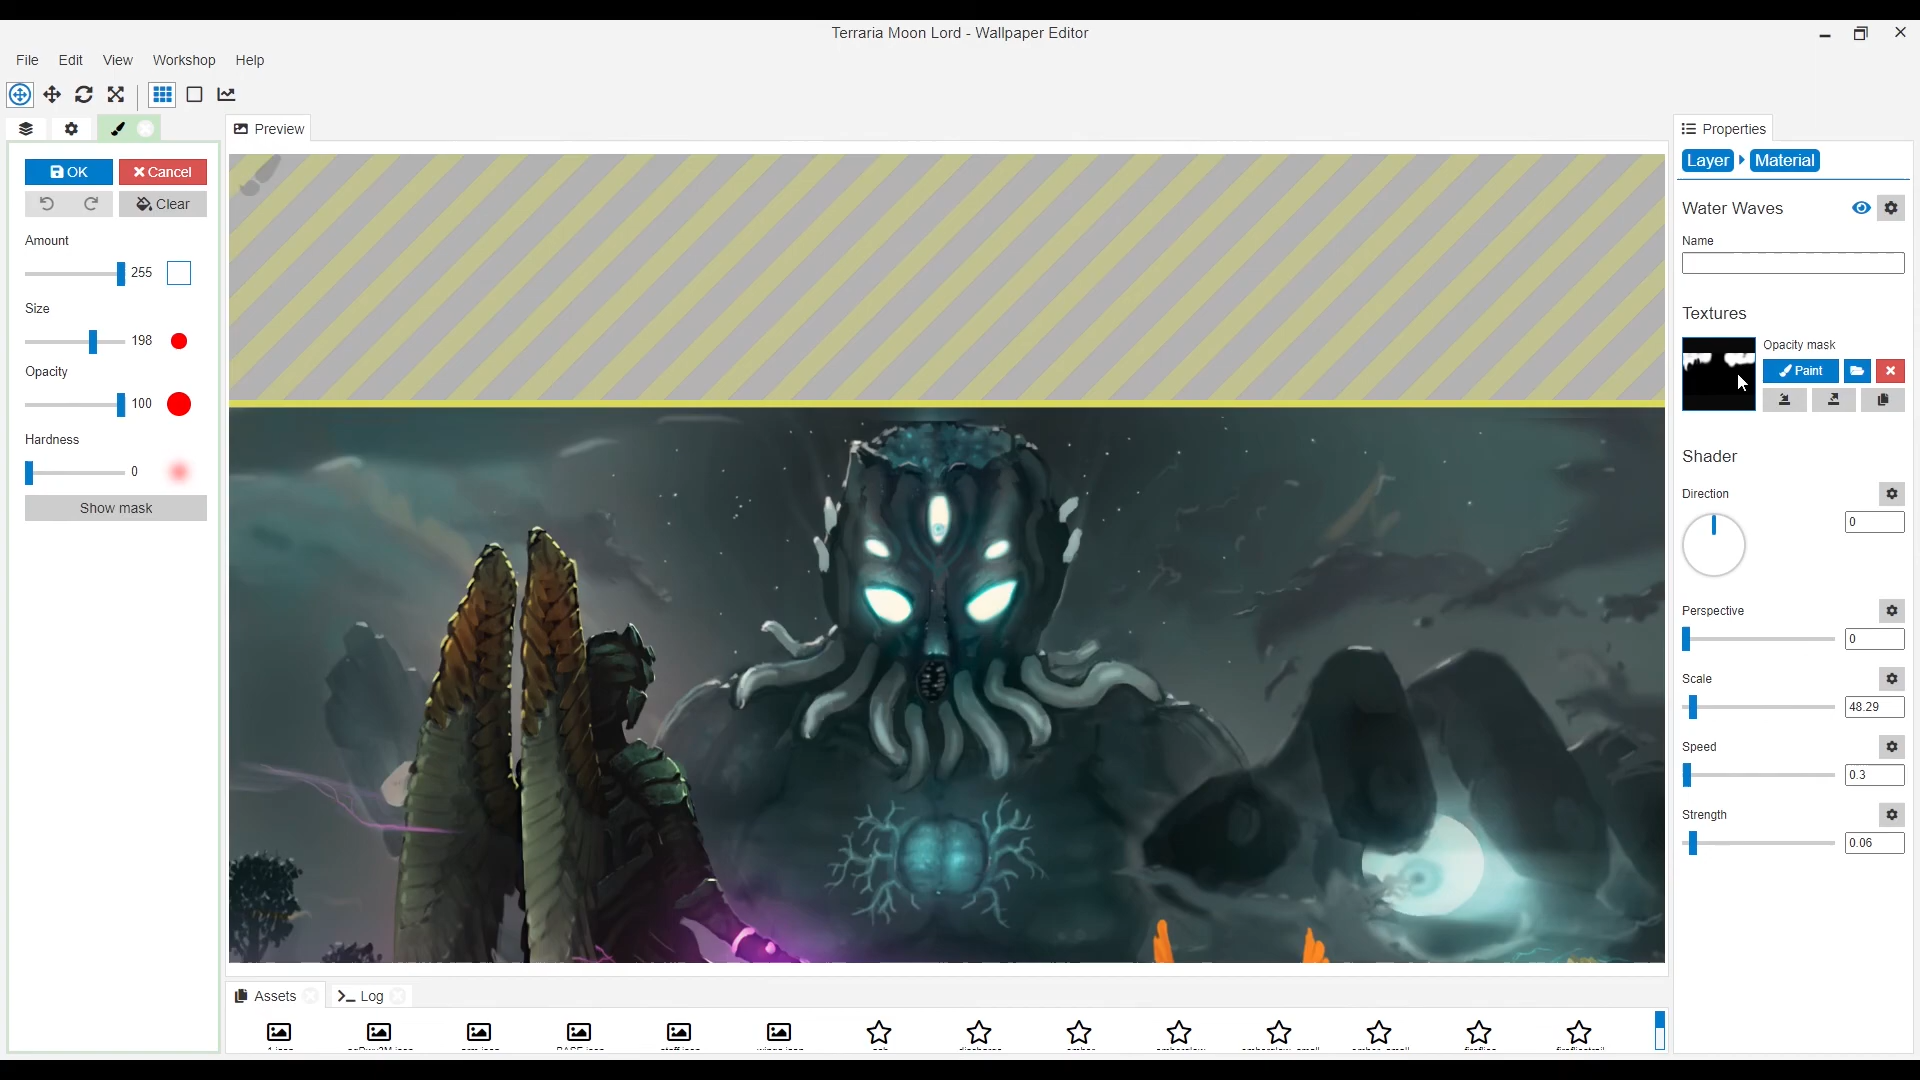 Terraria Moon Lord - Wallpaper Editor
File Edit View Workshop Help
Preview
Properties
OK
Cancel
Clear
Amount
255
Size
198
Opacity
100
Hardness
0
Show mask
Layer
Material
Water Waves
Name
Textures
Opacity mask
Paint
Shader
Direction
0
Perspective
0
Scale
48.29
Speed
0.3
Strength
0.06
Assets
Log